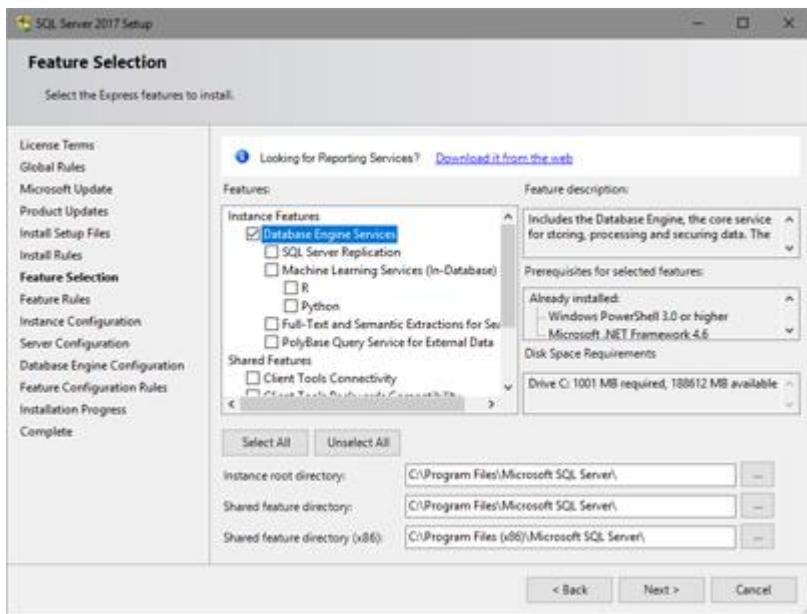 SQL Server 2017 Setup
Feature Selection
Select the Express features to install.
License Terms
Global Rules
Microsoft Update
Product Updates
Install Setup Files
Install Rules
Feature Selection
Feature Rules
Instance Configuration
Server Configuration
Database Engine Configuration
Feature Configuration Rules
Installation Progress
Complete
Looking for Reporting Services? Download it from the web
Features:
Instance Features
Database Engine Services
SQL Server Replication
Machine Learning Services (In-Database)
R
Python
Full-Text and Semantic Extractions for Sea
PolyBase Query Service for External Data
Shared Features
Client Tools Connectivity
Client Tools Backwards Compatibility
Feature description:
Includes the Database Engine, the core service
for storing, processing and securing data. The
Prerequisites for selected features:
Already installed:
Windows PowerShell 3.0 or higher
Microsoft .NET Framework 4.6
Disk Space Requirements
Drive C: 1001 MB required, 188612 MB available
Select All
Unselect All
Instance root directory:
C:\Program Files\Microsoft SQL Server\
...
Shared feature directory:
C:\Program Files\Microsoft SQL Server\
...
Shared feature directory (x86):
C:\Program Files (x86)\Microsoft SQL Server\
...
< Back
Next >
Cancel